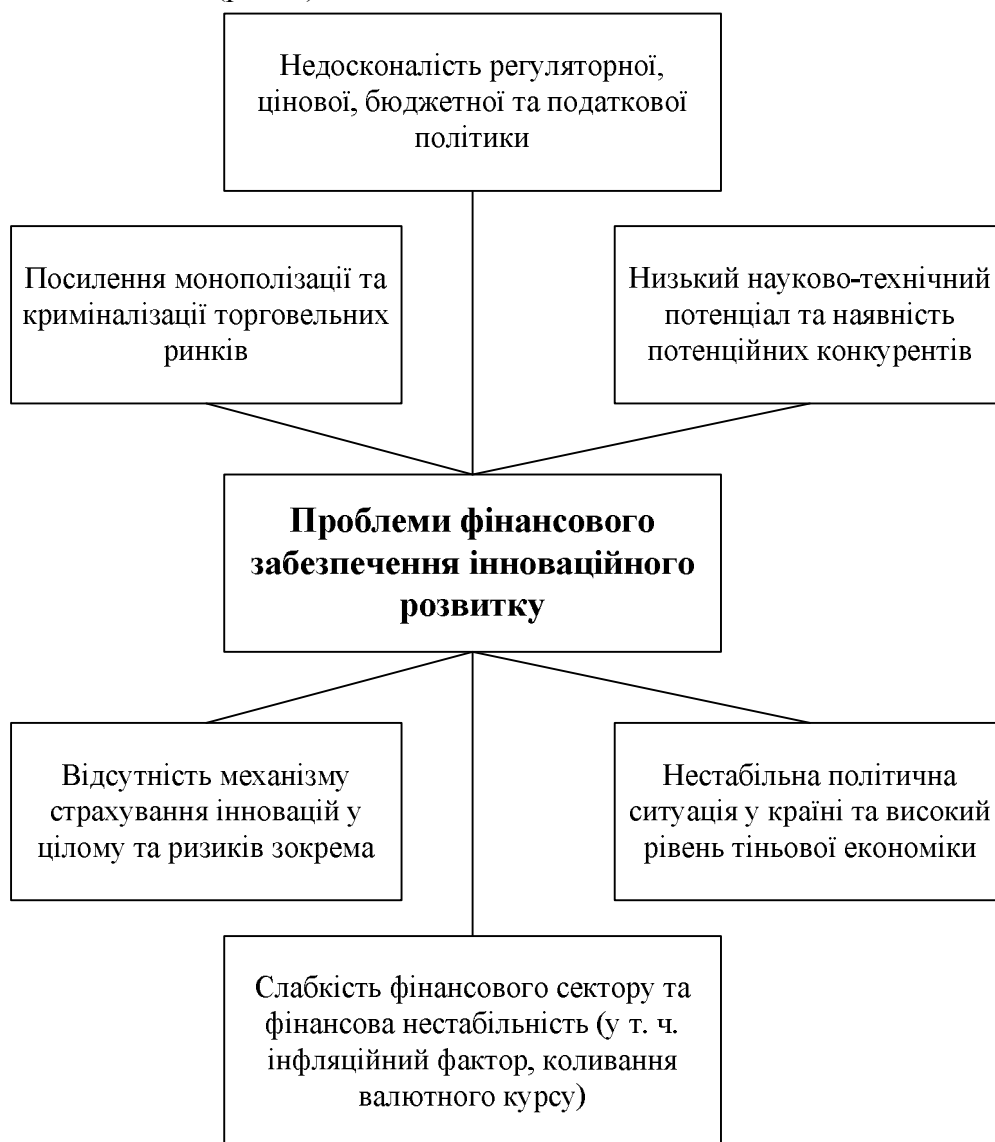 Недосконалість регуляторної,
цінової, бюджетної та податкової
політики
Посилення монополізації та
криміналізації торговельних
ринків
Низький науково-технічний
потенціал та наявність
потенційних конкурентів
Проблеми фінансового
забезпечення інноваційного
розвитку
Відсутність механізму
страхування інновацій у
цілому та ризиків зокрема
Нестабільна політична
ситуація у країні та високий
рівень тіньової економіки
Слабкість фінансового сектору та
фінансова нестабільність (у т. ч.
інфляційний фактор, коливання
валютного курсу)